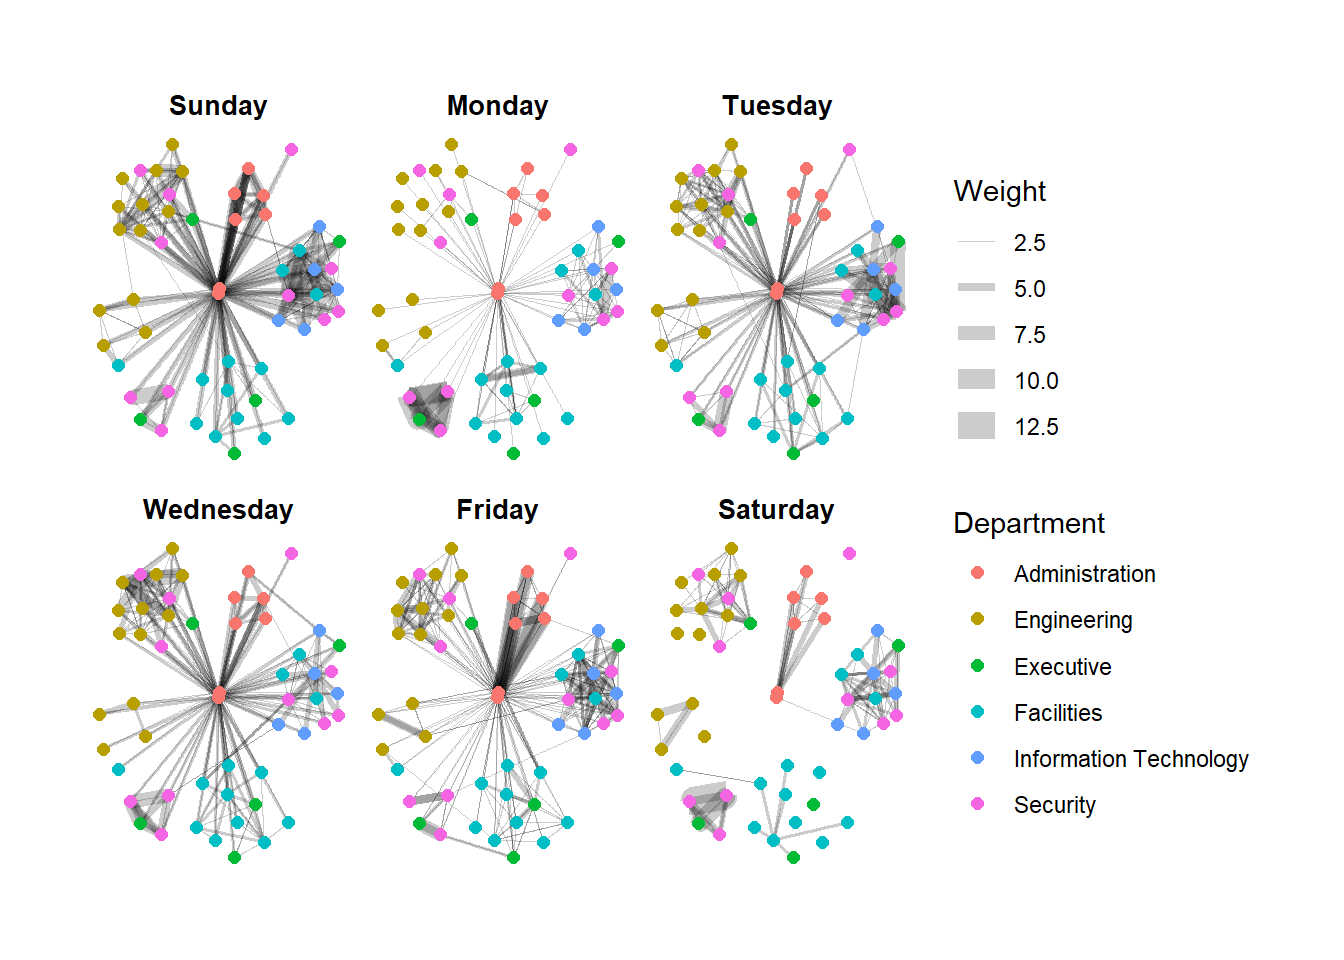 Sunday
Monday
Tuesday
Wednesday
Friday
Saturday
Weight
2.5
5.0
7.5
10.0
12.5
Department
Administration
Engineering
Executive
Facilities
Information Technology
Security